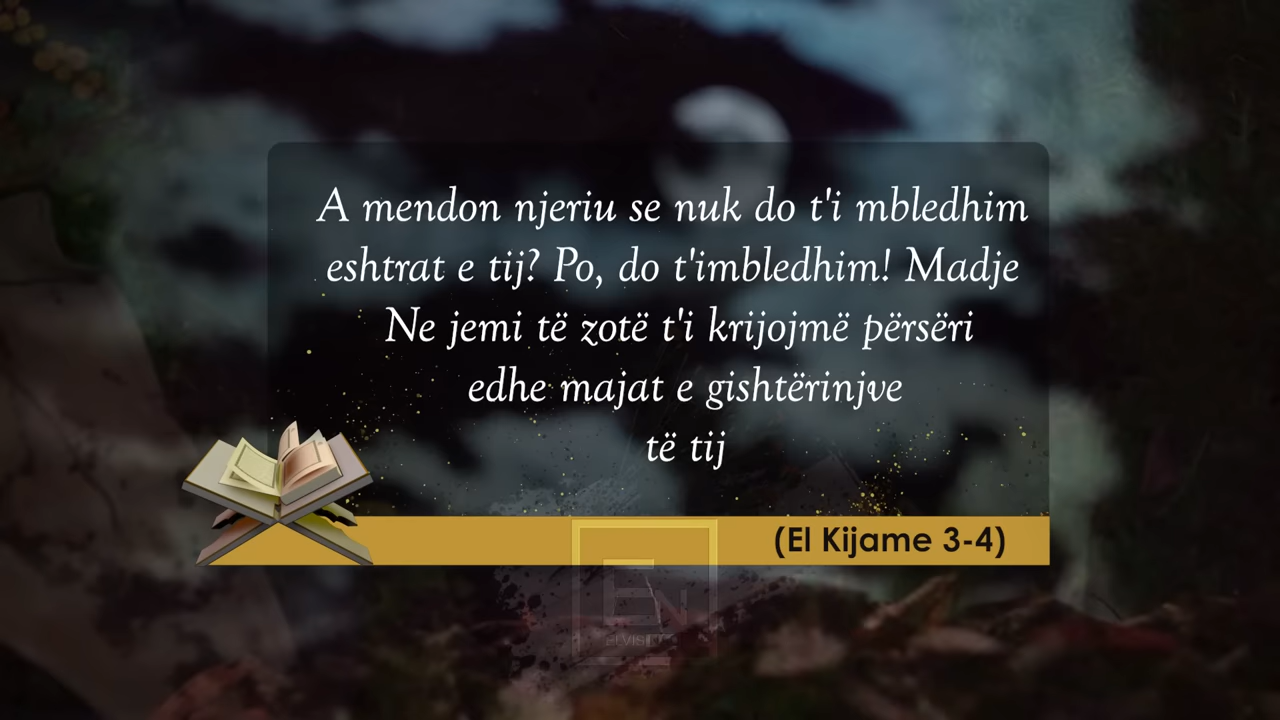 A mendon njeriu se nuk do t'i mbledhim
eshtrat e tij? Po, do t'imbledhim! Madje
Ne jemi të zotë t'i krijojmë përsëri
edhe majat e gishtërinjve
të tij
(El Kijame 3-4)